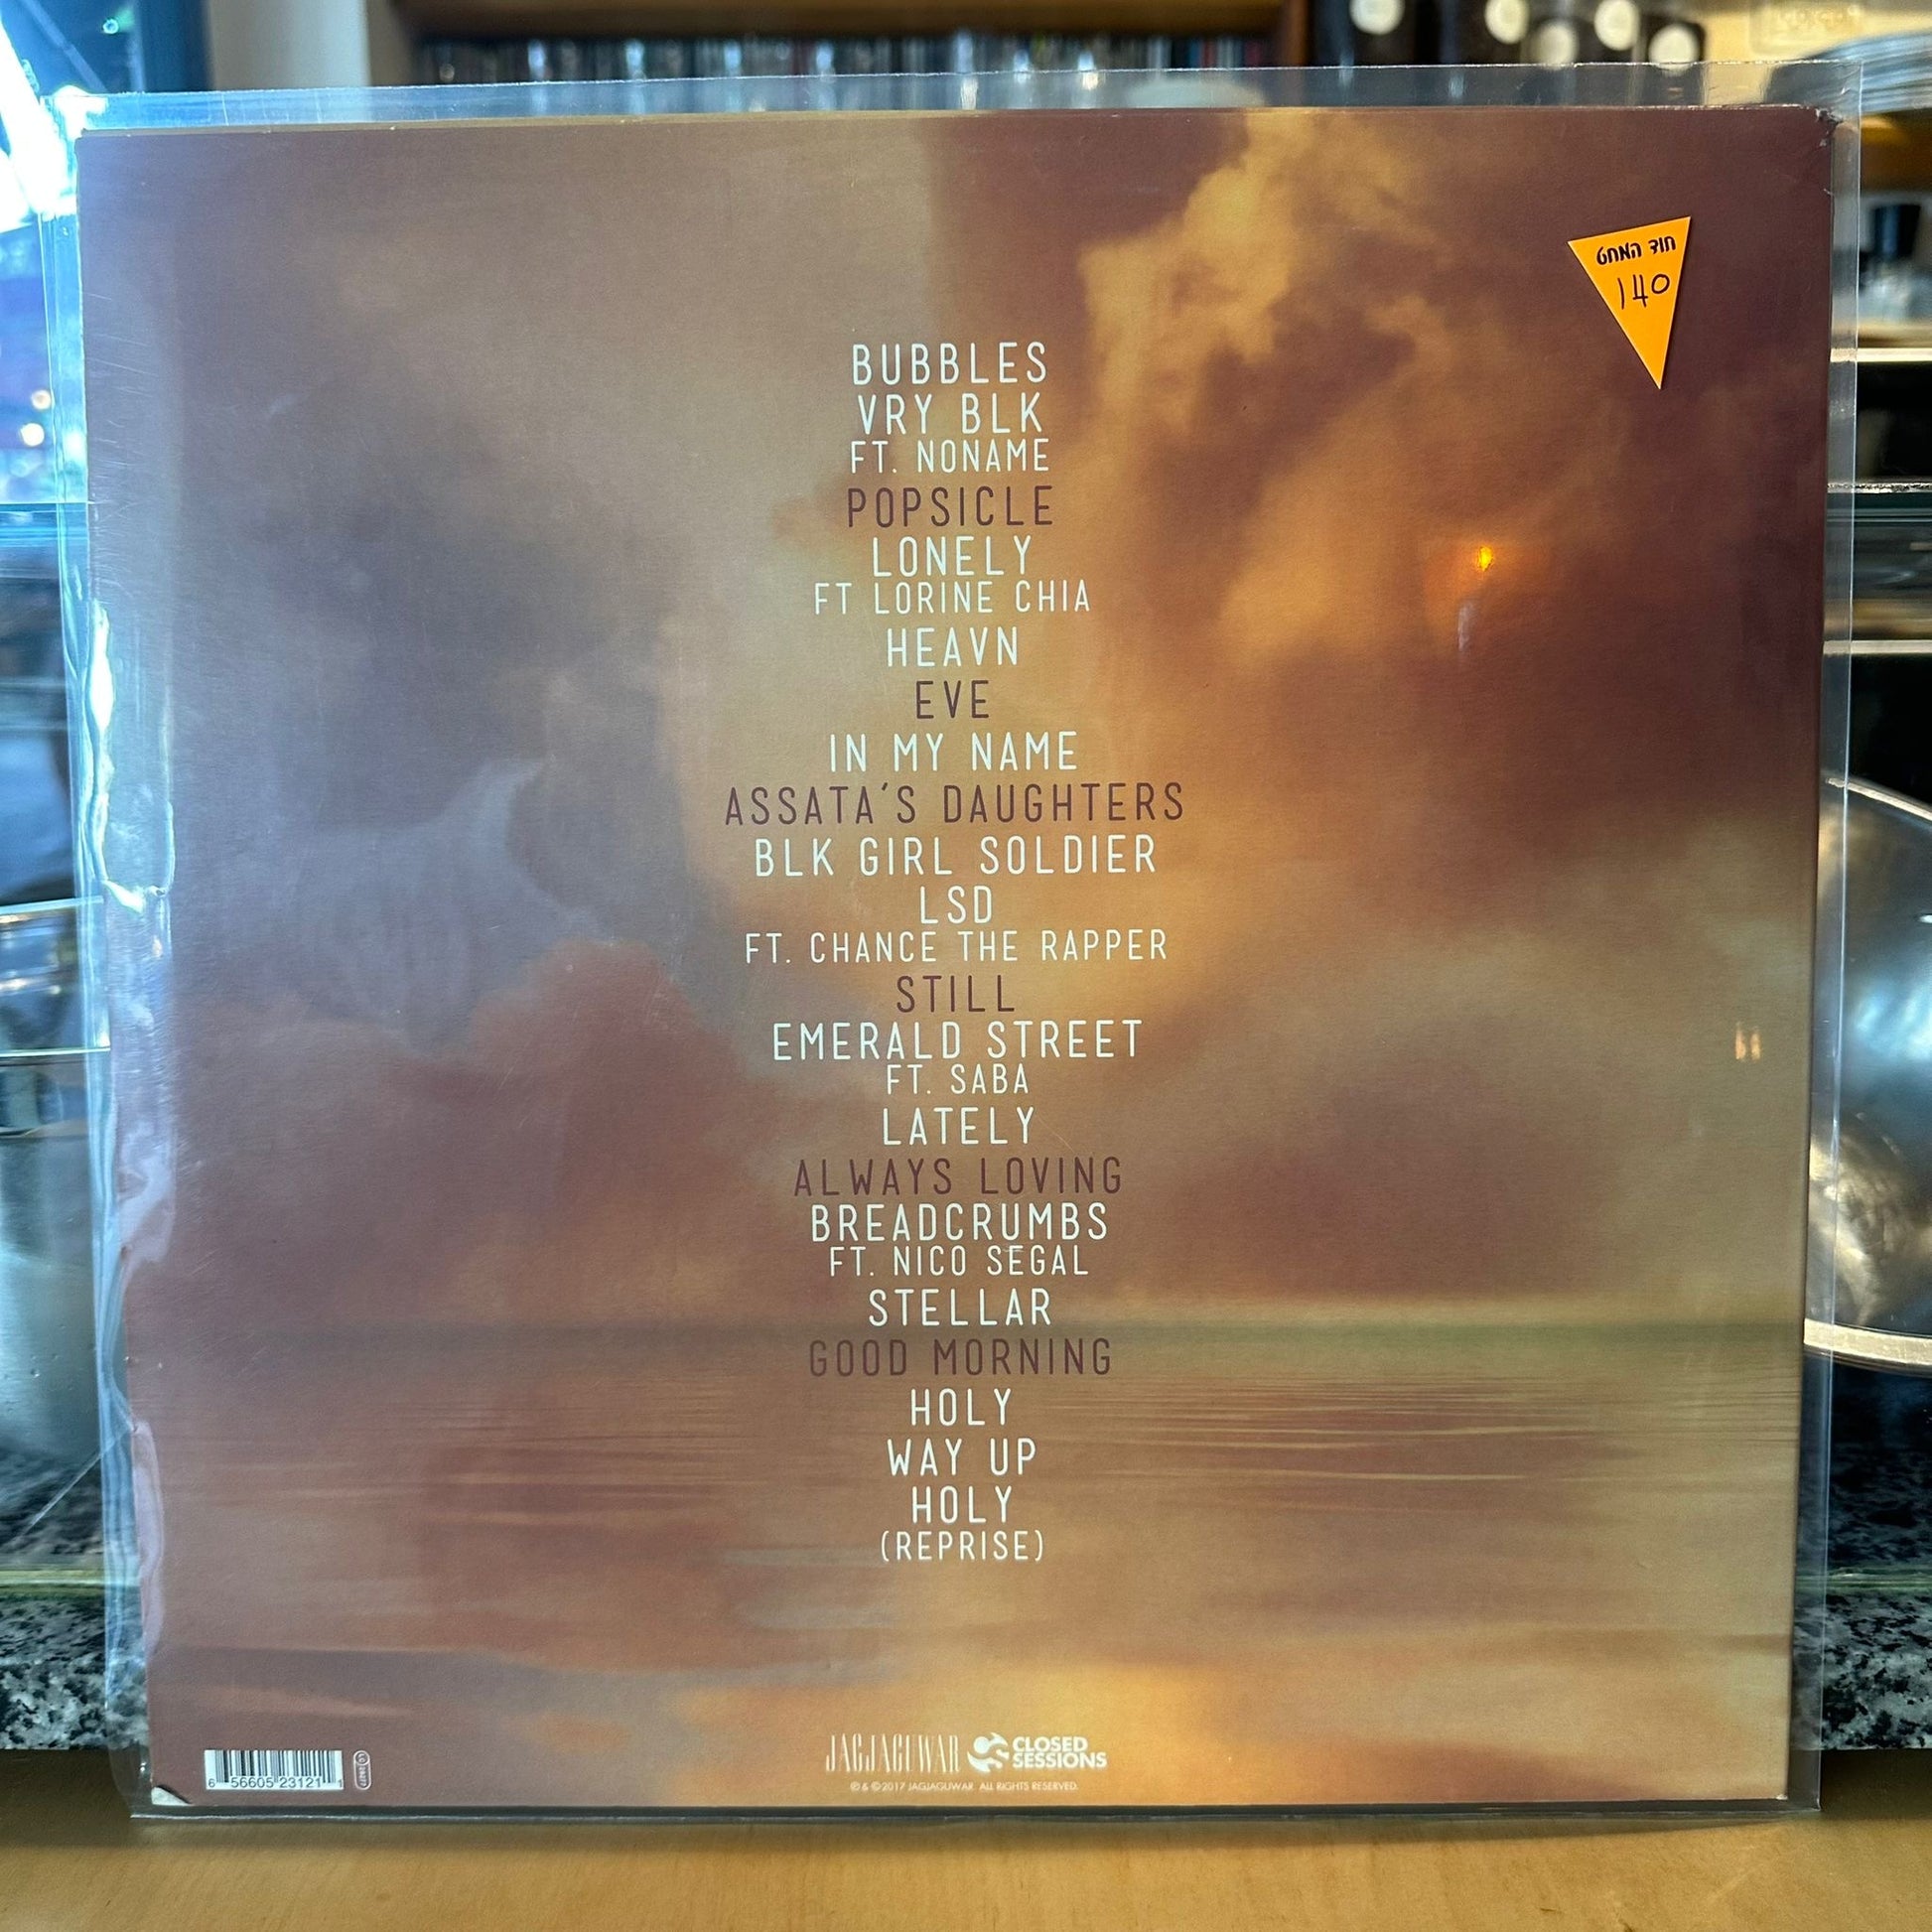 חוד המחט
140
BUBBLES
VRY BLK
FT. NONAME
POPSICLE
LONELY
FT LORINE CHIA
HEAVN
EVE
IN MY NAME
ASSATA'S DAUGHTERS
BLK GIRL SOLDIER
LSD
FT. CHANCE THE RAPPER
STILL
EMERALD STREET
FT. SABA
LATELY
ALWAYS LOVING
BREADCRUMBS
FT. NICO SEGAL
STELLAR
GOOD MORNING
HOLY
WAY UP
HOLY
(REPRISE)
JAGJAGUWAR
CLOSED
SESSIONS
℗ & © 2017 JAGJAGUWAR. ALL RIGHTS RESERVED.
6 56605 23121 1